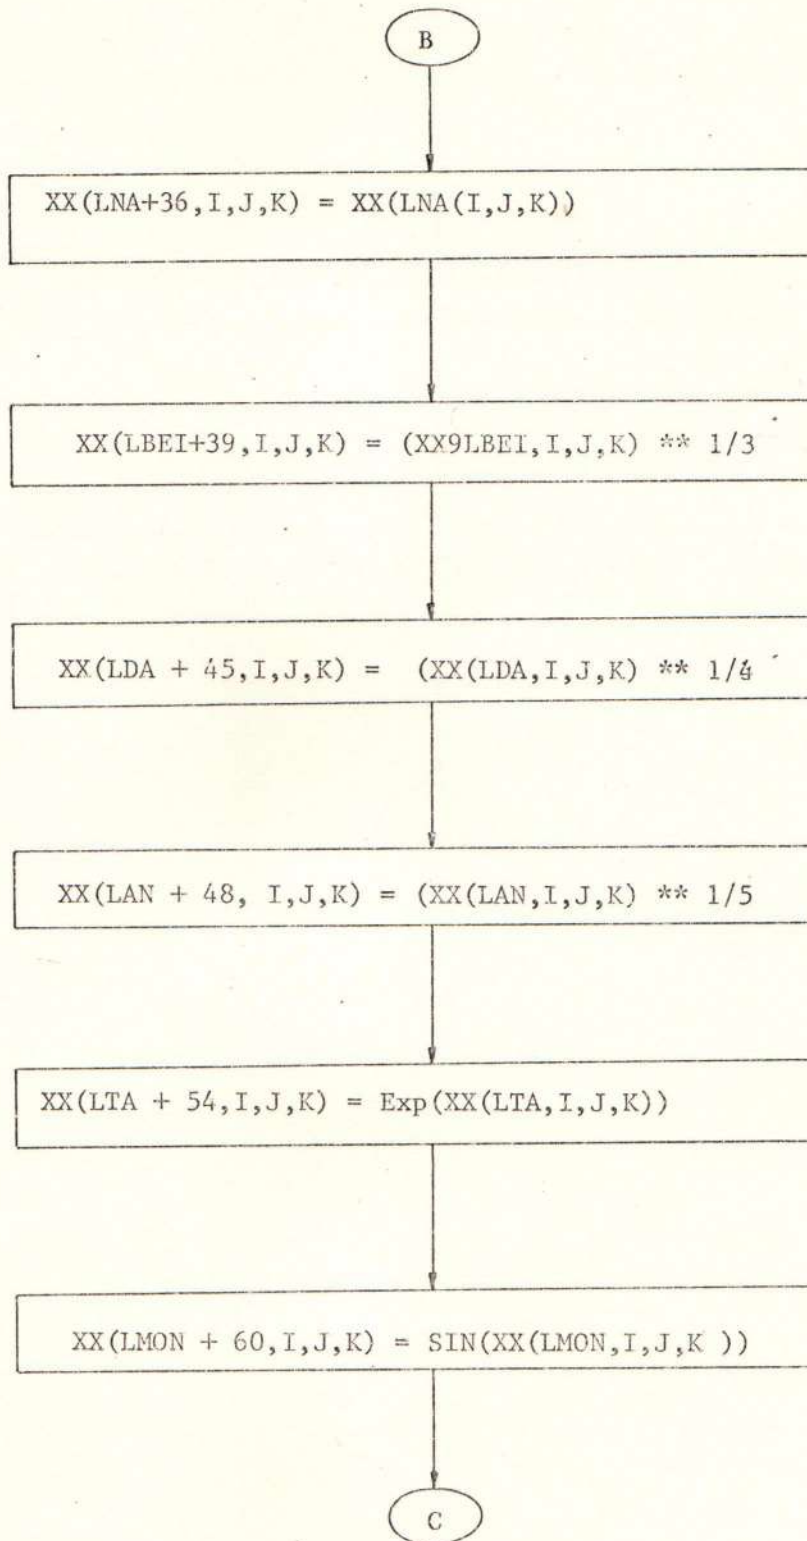 B
XX(LNA+36,I,J,K) = XX(LNA(I,J,K))
XX(LBEI+39,I,J,K) = (XX9LBEI,I,J,K) ** 1/3
XX(LDA + 45,I,J,K) = (XX(LDA,I,J,K) ** 1/4
XX(LAN + 48, I,J,K) = (XX(LAN,I,J,K) ** 1/5
XX(LTA + 54,I,J,K) = Exp(XX(LTA,I,J,K))
XX(LMON + 60,I,J,K) = SIN(XX(LMON,I,J,K ))
C